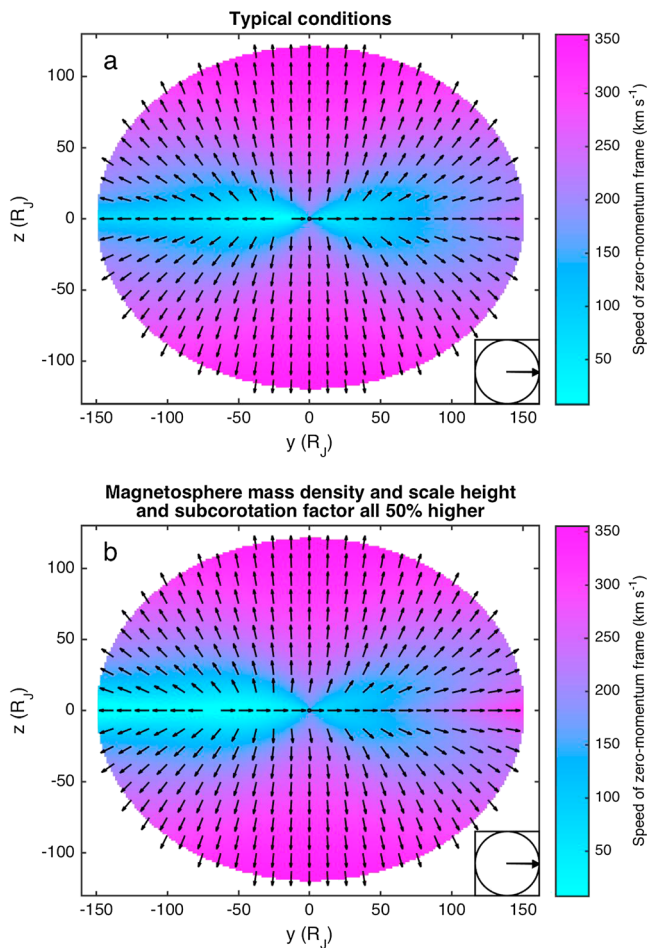 Typical conditions
a
100
50
0
-50
-100
z (R_J)
-150 -100 -50 0 50 100 150
y (R_J)
350
300
250
200
150
100
50
Speed of zero-momentum frame (km s⁻¹)
Magnetosphere mass density and scale height
and subcorotation factor all 50% higher
b
100
50
0
-50
-100
z (R_J)
-150 -100 -50 0 50 100 150
y (R_J)
350
300
250
200
150
100
50
Speed of zero-momentum frame (km s⁻¹)